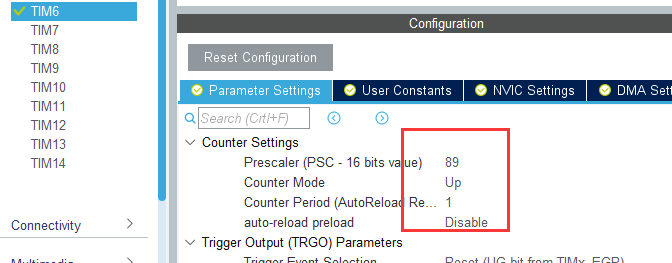 TIM6
TIM7
TIM8
TIM9
TIM10
TIM11
TIM12
TIM13
TIM14
Connectivity
Configuration
Reset Configuration
Parameter Settings
User Constants
NVIC Settings
DMA Sett
Search (Crtl+F)
Counter Settings
Prescaler (PSC - 16 bits value) 89
Counter Mode Up
Counter Period (AutoReload Re... 1
auto-reload preload Disable
Trigger Output (TRGO) Parameters
Trigger Event Selection Reset (UG bit from TIMx_EGR)
Multimedia